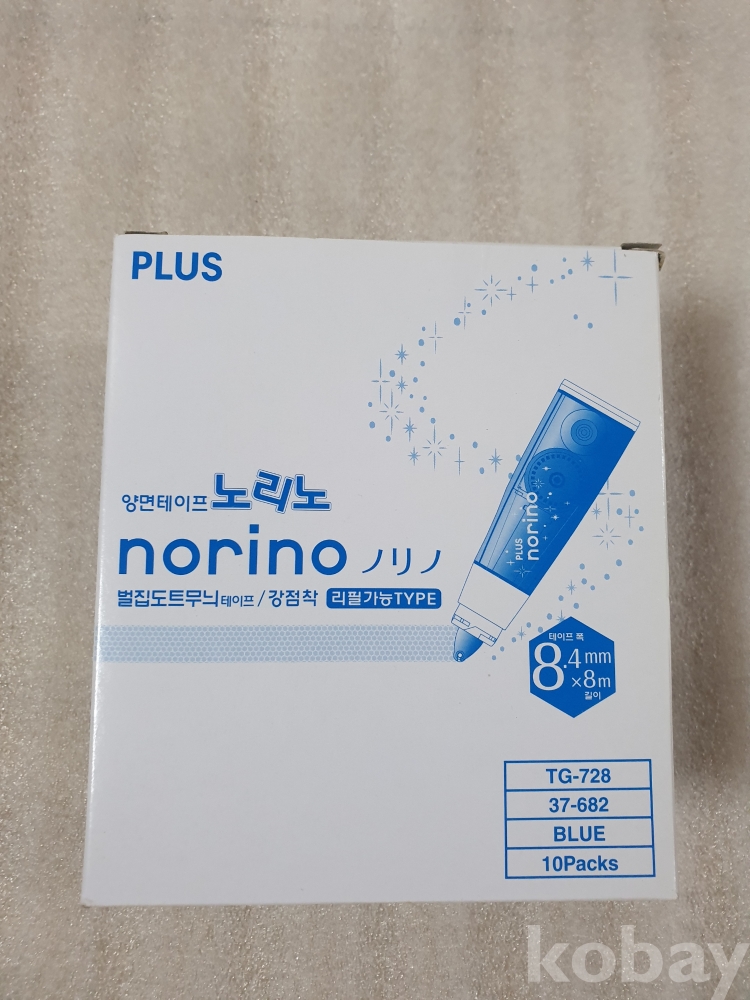 PLUS
양면테이프 노리노
norino ノリノ
벌집도트무늬테이프/강점착 리필가능TYPE
PLUS
norino
테이프 폭
8.4mm
×8m
길이
TG-728
37-682
BLUE
10Packs
kobay